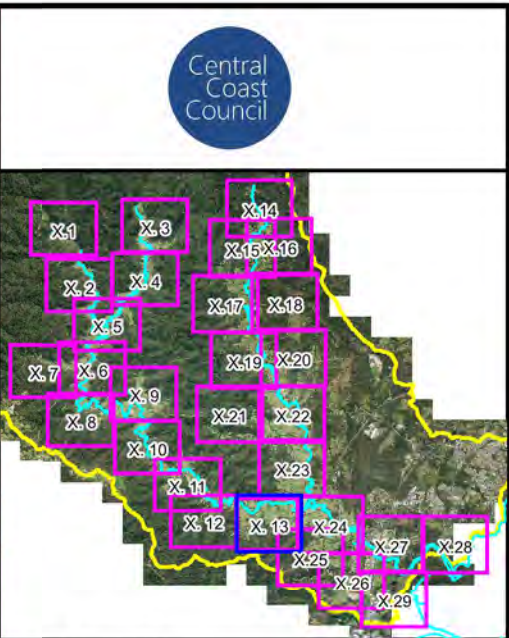 Central
Coast
Council
X.14
X.1
X. 3
X.15
X.16
X. 2
X. 4
X.17
X.18
X. 5
X.19
X.20
X. 7
X. 6
X. 9
X.21
X.22
X. 8
X. 10
X.23
X. 11
X. 12
X. 13
X.24
X.27
X.28
X.25
X.26
X.29